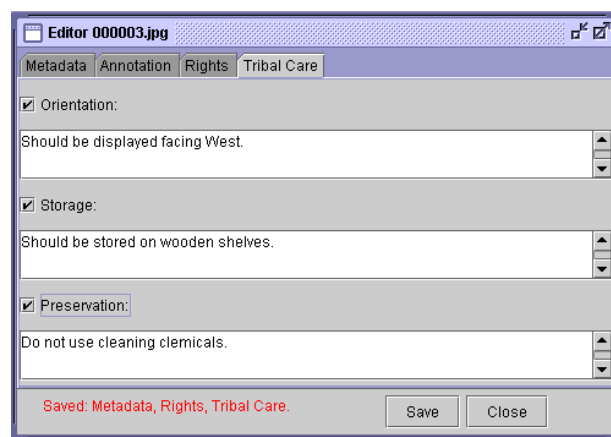 Editor 000003.jpg
Metadata Annotation Rights Tribal Care
Orientation:
Should be displayed facing West.
Storage:
Should be stored on wooden shelves.
Preservation:
Do not use cleaning clemicals.
Saved: Metadata, Rights, Tribal Care. Save Close